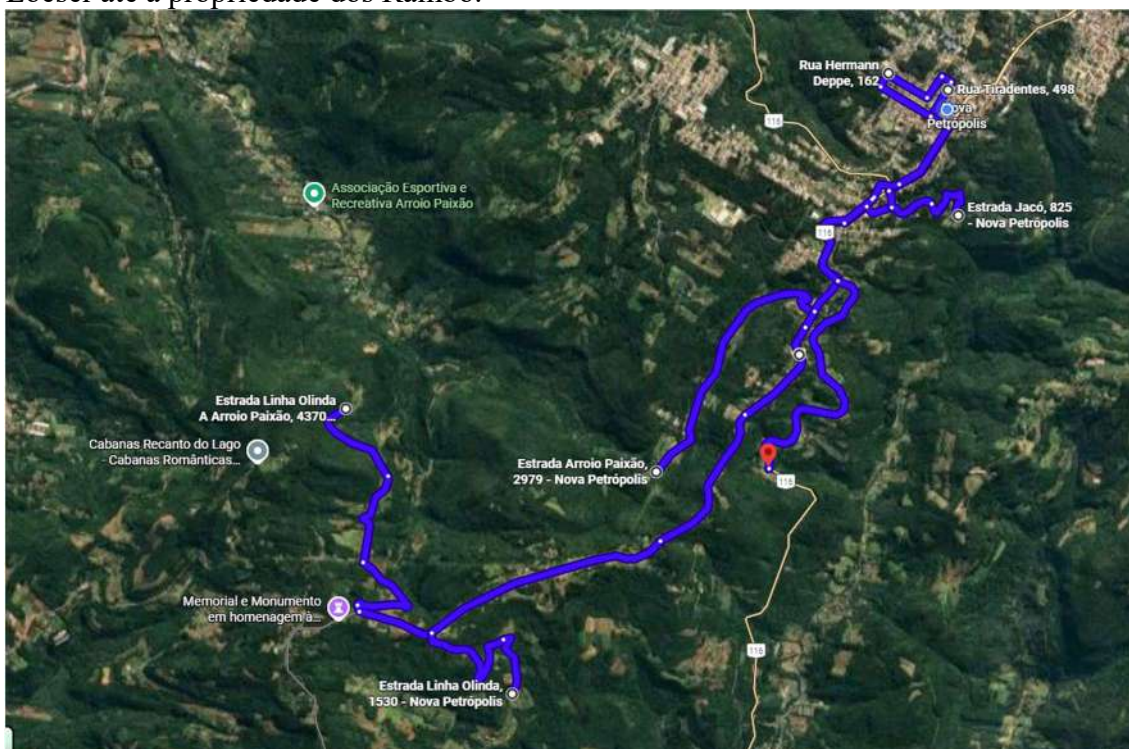 Loeser até a propriedade dos Rambo.
Rua Hermann
Deppe, 162
Rua Tiradentes, 498
Nova
Petrópolis
116
Associação Esportiva e
Recreativa Arroio Paixão
Estrada Jacó, 825
- Nova Petrópolis
116
Estrada Linha Olinda
A Arroio Paixão, 4370...
Cabanas Recanto do Lago
- Cabanas Românticas...
Estrada Arroio Paixão,
2979 - Nova Petrópolis
116
Memorial e Monumento
em homenagem à...
116
Estrada Linha Olinda,
1530 - Nova Petrópolis